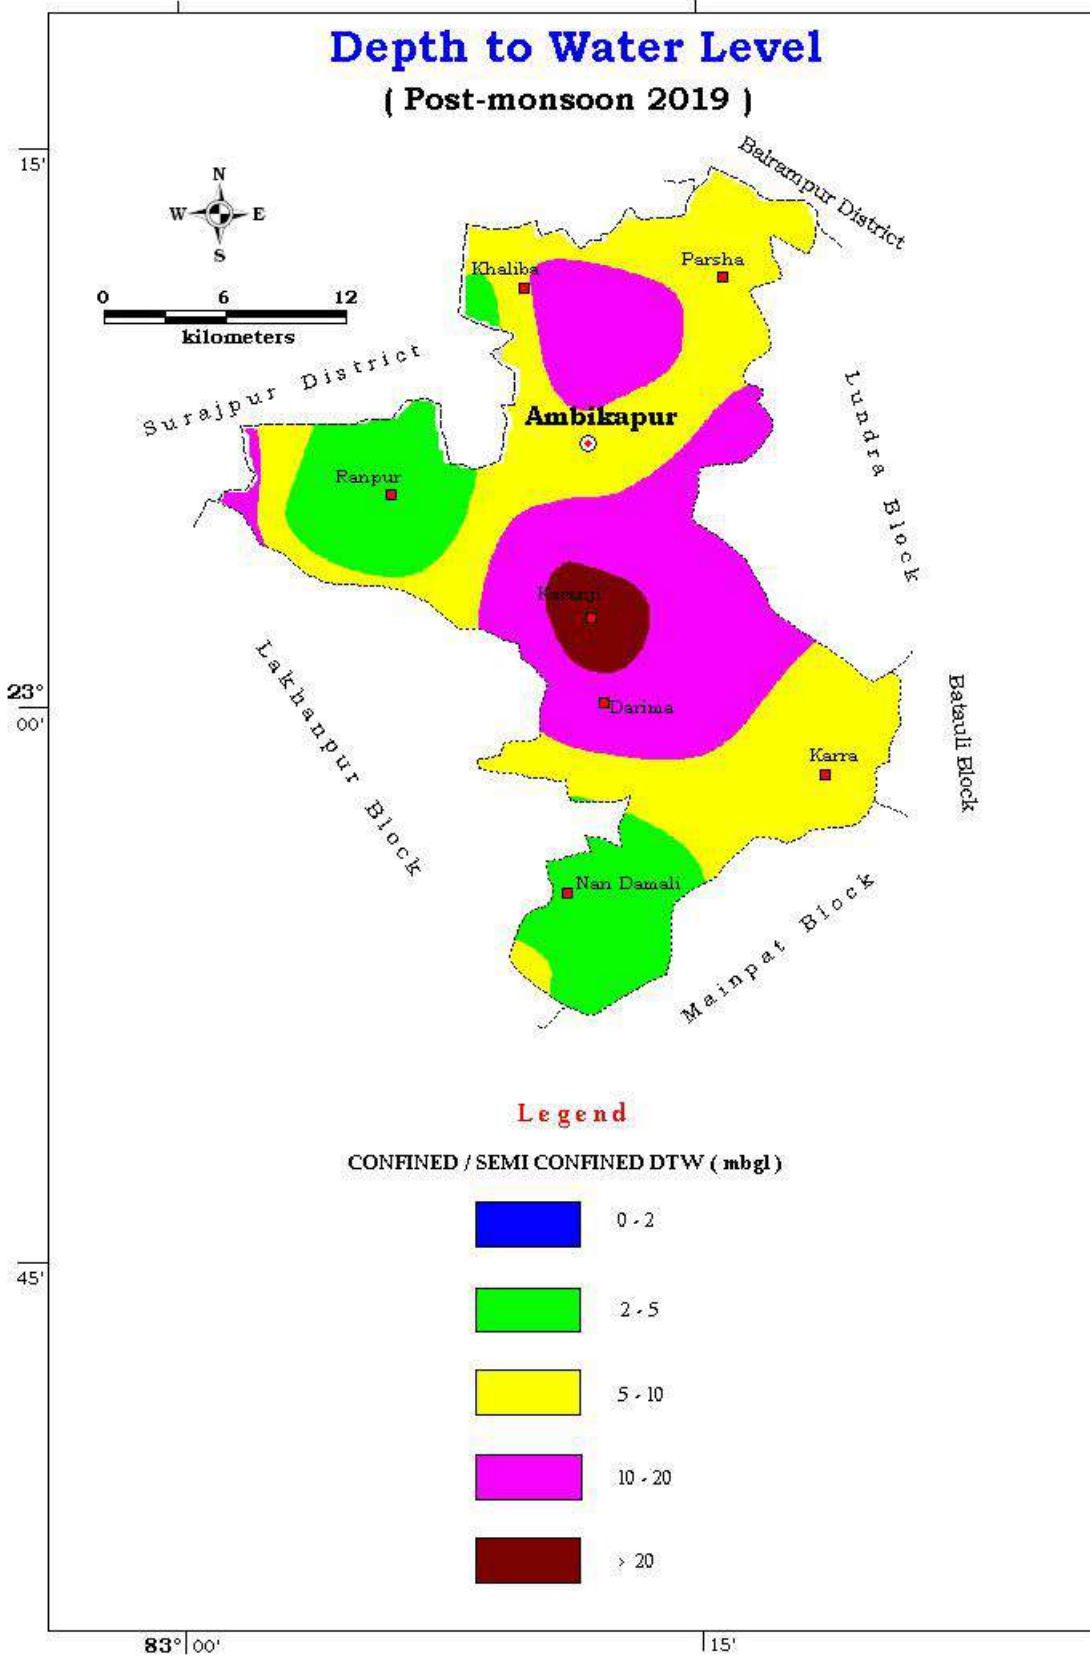 Depth to Water Level
( Post-monsoon 2019 )
15'
N
W E
S
0 6 12
kilometers
Balrampur District
Khaliba
Parsha
Surajpur District
Lundra Block
Ambikapur
Ranpur
Lakhanpur Block
23°
00'
Darima
Batauli Block
Karra
Nan Damali
Mainpat Block
Legend
CONFINED / SEMI CONFINED DTW ( mbgl )
0 - 2
2 - 5
45'
5 - 10
10 - 20
> 20
83° 00'
15'